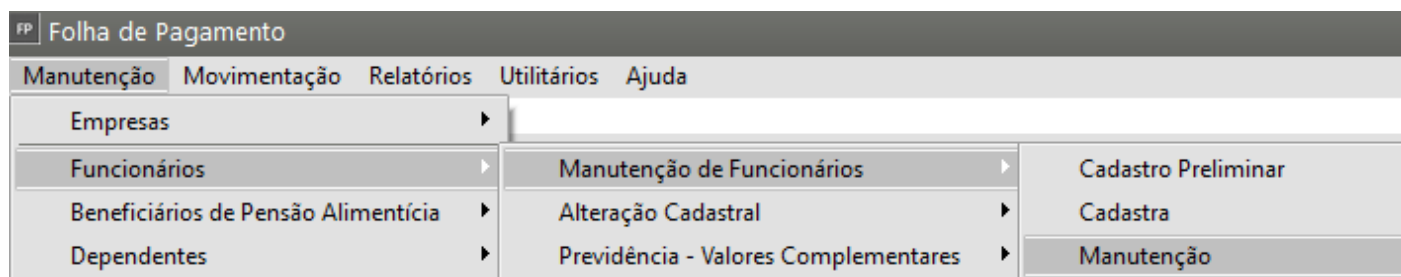 FP Folha de Pagamento
Manutenção Movimentação Relatórios Utilitários Ajuda
Empresas
Funcionários Manutenção de Funcionários Cadastro Preliminar
Beneficiários de Pensão Alimentícia Alteração Cadastral Cadastra
Dependentes Previdência - Valores Complementares Manutenção